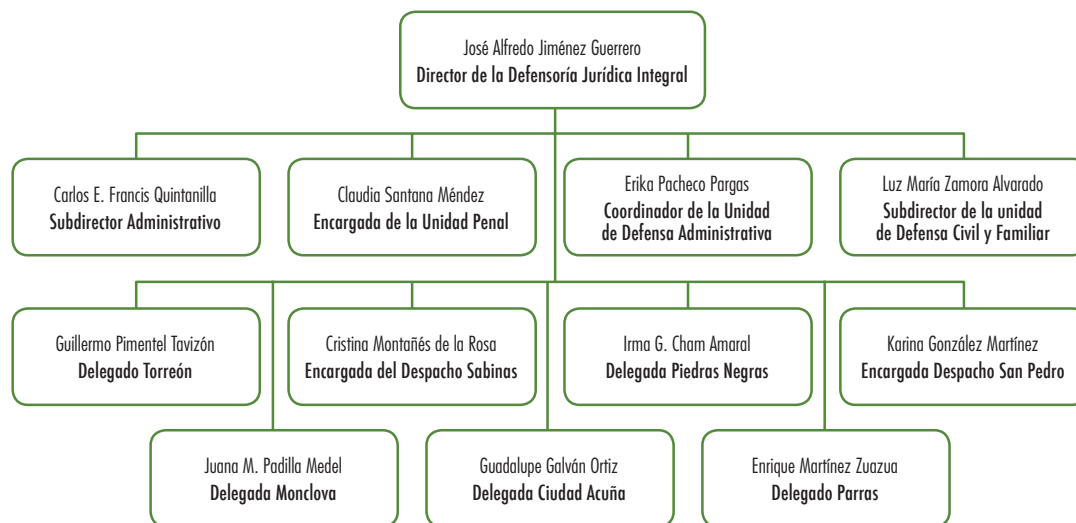 José Alfredo Jiménez Guerrero
Director de la Defensoría Jurídica Integral
Carlos E. Francis Quintanilla
Subdirector Administrativo
Claudia Santana Méndez
Encargada de la Unidad Penal
Erika Pacheco Pargas
Coordinador de la Unidad
de Defensa Administrativa
Luz María Zamora Alvarado
Subdirector de la unidad
de Defensa Civil y Familiar
Guillermo Pimentel Tavizón
Delegado Torreón
Cristina Montañés de la Rosa
Encargada del Despacho Sabinas
Irma G. Cham Amaral
Delegada Piedras Negras
Karina González Martínez
Encargada Despacho San Pedro
Juana M. Padilla Medel
Delegada Monclova
Guadalupe Galván Ortiz
Delegada Ciudad Acuña
Enrique Martínez Zuazua
Delegado Parras